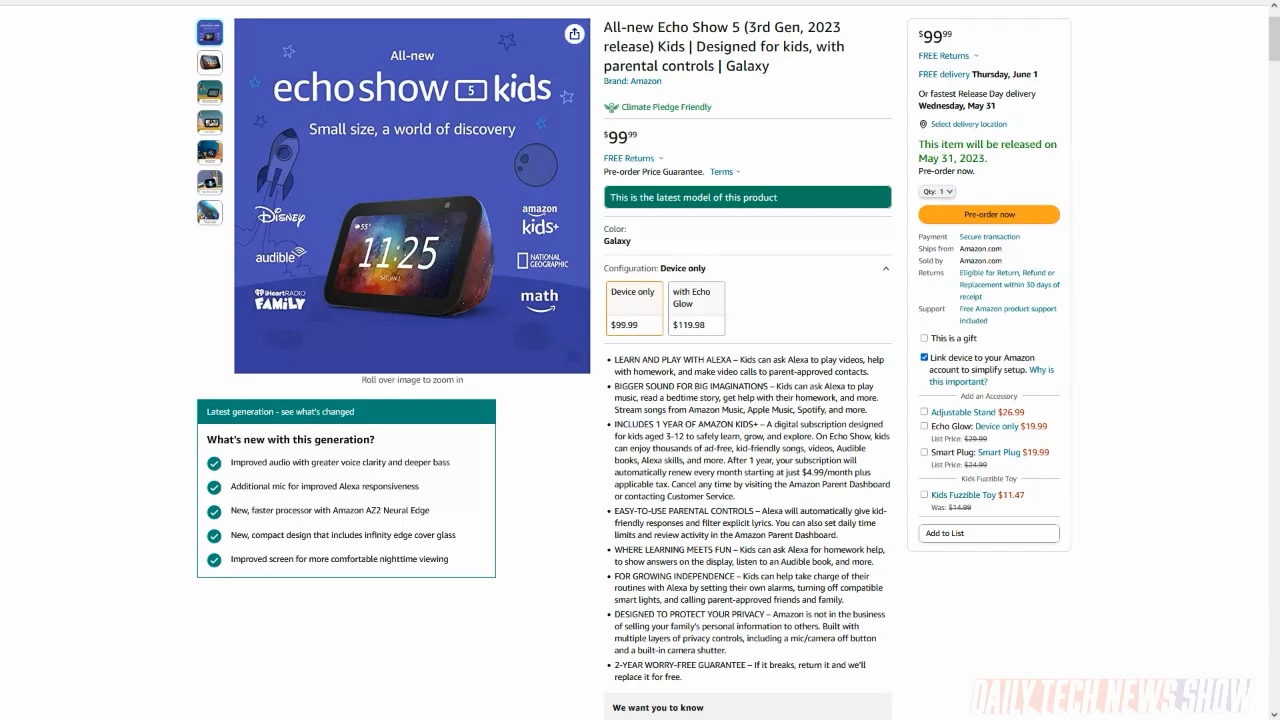 All-new
echo show 5 kids
Small size, a world of discovery
Disney
audible
iHeartRADIO
FAMILY
55°
11:25
SAT, JUN 1
amazon
kids+
NATIONAL
GEOGRAPHIC
math
Roll over image to zoom in
Latest generation - see what's changed
What's new with this generation?
Improved audio with greater voice clarity and deeper bass
Additional mic for improved Alexa responsiveness
New, faster processor with Amazon AZ2 Neural Edge
New, compact design that includes infinity edge cover glass
Improved screen for more comfortable nighttime viewing
All-new Echo Show 5 (3rd Gen, 2023
release) Kids | Designed for kids, with
parental controls | Galaxy
Brand: Amazon
Climate Pledge Friendly
$99⁹⁹
FREE Returns
Pre-order Price Guarantee. Terms
This is the latest model of this product
Color:
Galaxy
Configuration: Device only
Device only
$99.99
with Echo
Glow
$119.98
• LEARN AND PLAY WITH ALEXA – Kids can ask Alexa to play videos, help
with homework, and make video calls to parent-approved contacts.
• BIGGER SOUND FOR BIG IMAGINATIONS – Kids can ask Alexa to play
music, read a bedtime story, get help with their homework, and more.
Stream songs from Amazon Music, Apple Music, Spotify, and more.
• INCLUDES 1 YEAR OF AMAZON KIDS+ – A digital subscription designed
for kids aged 3-12 to safely learn, grow, and explore. On Echo Show, kids
can enjoy thousands of ad-free, kid-friendly songs, videos, Audible
books, Alexa skills, and more. After 1 year, your subscription will
automatically renew every month starting at just $4.99/month plus
applicable tax. Cancel any time by visiting the Amazon Parent Dashboard
or contacting Customer Service.
• EASY-TO-USE PARENTAL CONTROLS – Alexa will automatically give kid-
friendly responses and filter explicit lyrics. You can also set daily time
limits and review activity in the Amazon Parent Dashboard.
• WHERE LEARNING MEETS FUN – Kids can ask Alexa for homework help,
to show answers on the display, listen to an Audible book, and more.
• FOR GROWING INDEPENDENCE – Kids can help take charge of their
routines with Alexa by setting their own alarms, turning off compatible
smart lights, and calling parent-approved friends and family.
• DESIGNED TO PROTECT YOUR PRIVACY – Amazon is not in the business
of selling your family's personal information to others. Built with
multiple layers of privacy controls, including a mic/camera off button
and a built-in camera shutter.
• 2-YEAR WORRY-FREE GUARANTEE – If it breaks, return it and we'll
replace it for free.
We want you to know
$99⁹⁹
FREE Returns
FREE delivery Thursday, June 1
Or fastest Release Day delivery
Wednesday, May 31
Select delivery location
This item will be released on
May 31, 2023.
Pre-order now.
Qty: 1
Pre-order now
Payment Secure transaction
Ships from Amazon.com
Sold by Amazon.com
Returns Eligible for Return, Refund or
Replacement within 30 days of
receipt
Support Free Amazon product support
included
This is a gift
Link device to your Amazon
account to simplify setup. Why is
this important?
Add an Accessory
Adjustable Stand $26.99
Echo Glow: Device only $19.99
List Price: $29.99
Smart Plug: Smart Plug $19.99
List Price: $24.99
Kids Fuzzible Toy
Kids Fuzzible Toy $11.47
Was: $14.99
Add to List
DAILY TECH NEWS SHOW